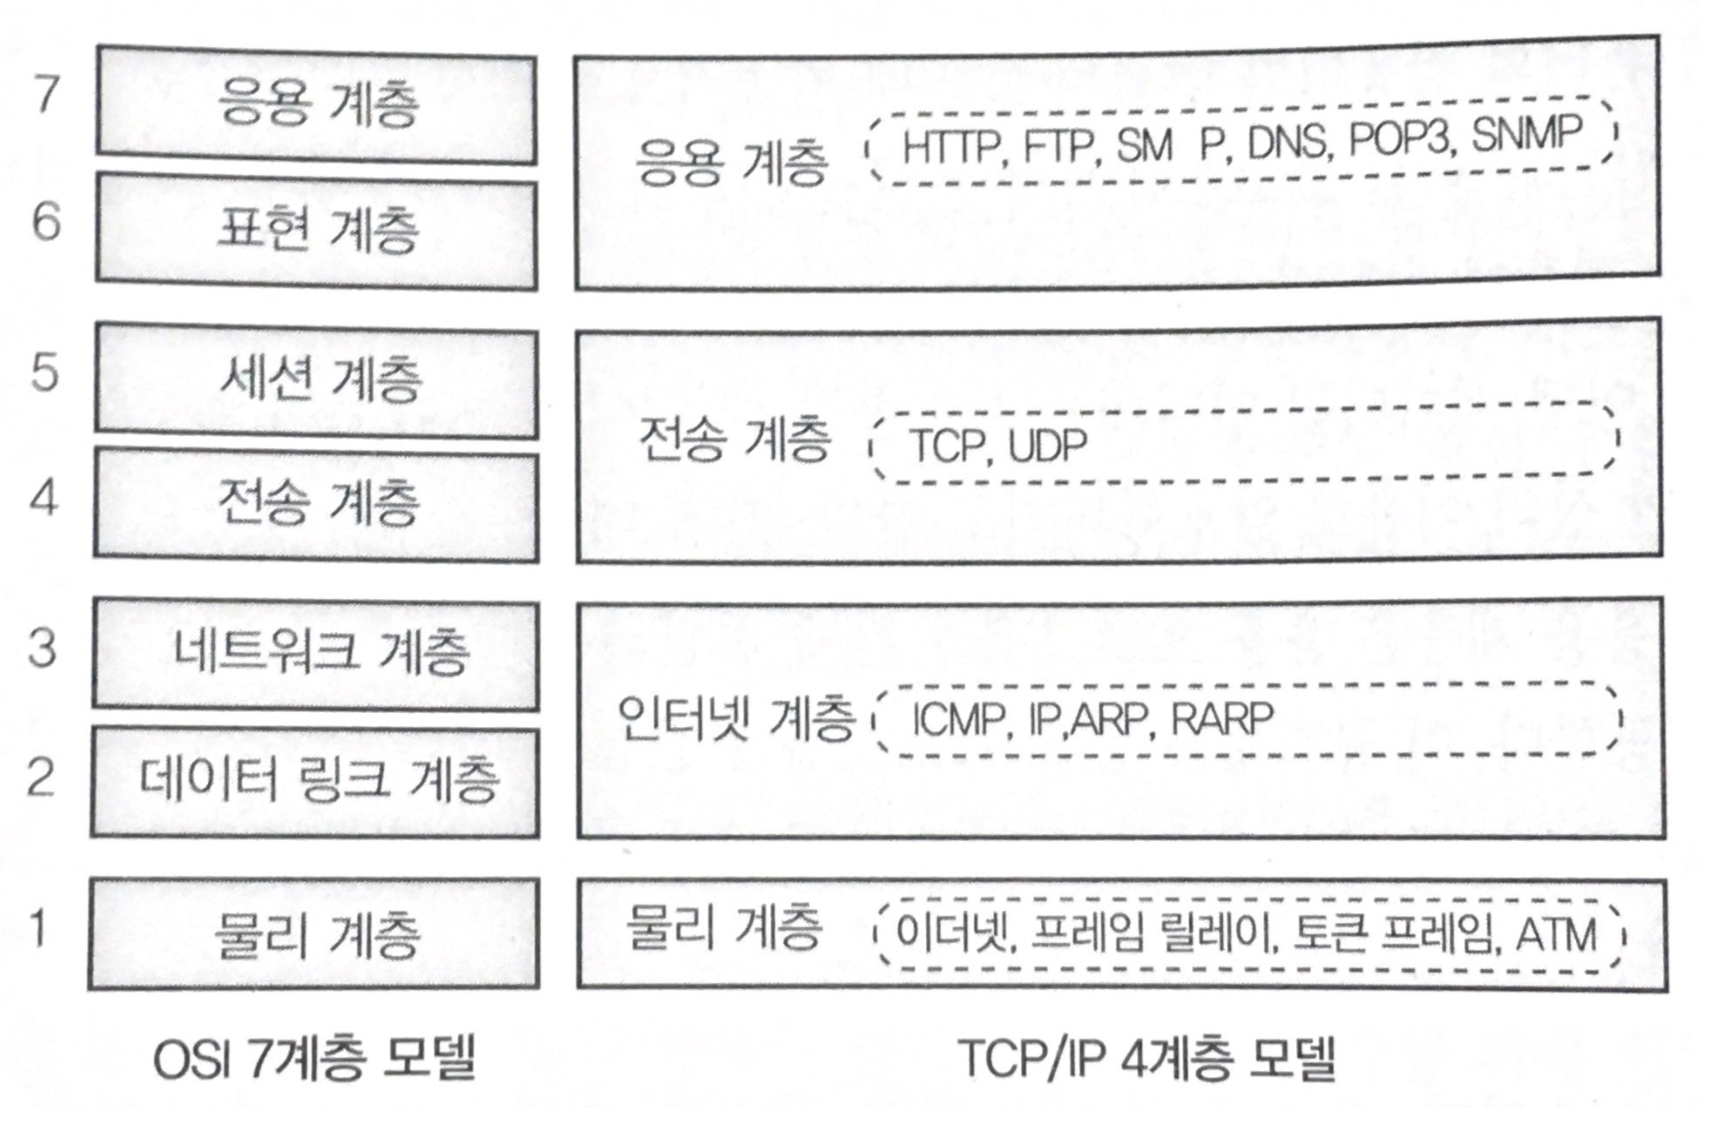 7
응용 계층
응용 계층
HTTP, FTP, SM P, DNS, POP3, SNMP
6
표현 계층
5
세션 계층
전송 계층
TCP, UDP
4
전송 계층
3
네트워크 계층
인터넷 계층
ICMP, IP,ARP, RARP
2
데이터 링크 계층
1
물리 계층
물리 계층
이더넷, 프레임 릴레이, 토큰 프레임, ATM
OSI 7계층 모델
TCP/IP 4계층 모델